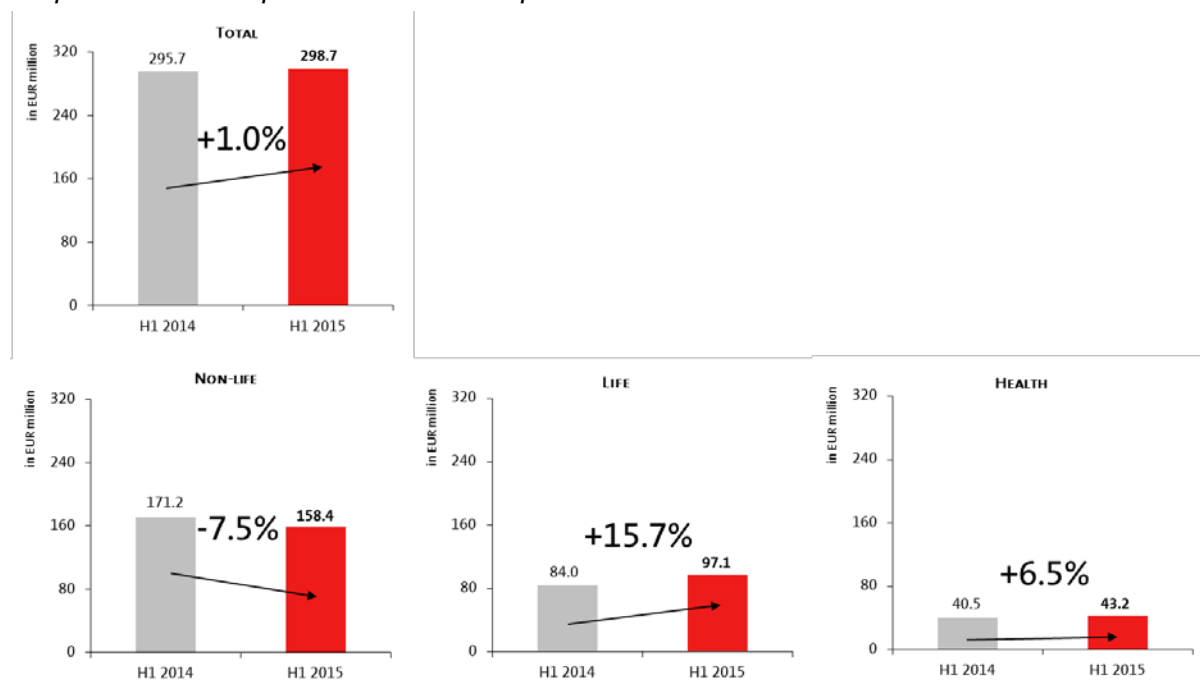 TOTAL
in EUR million
320
240
160
80
0
295.7
298.7
+1.0%
H1 2014
H1 2015
NON-LIFE
in EUR million
320
240
160
80
0
171.2
158.4
-7.5%
H1 2014
H1 2015
LIFE
in EUR million
320
240
160
80
0
84.0
97.1
+15.7%
H1 2014
H1 2015
HEALTH
in EUR million
320
240
160
80
0
40.5
43.2
+6.5%
H1 2014
H1 2015